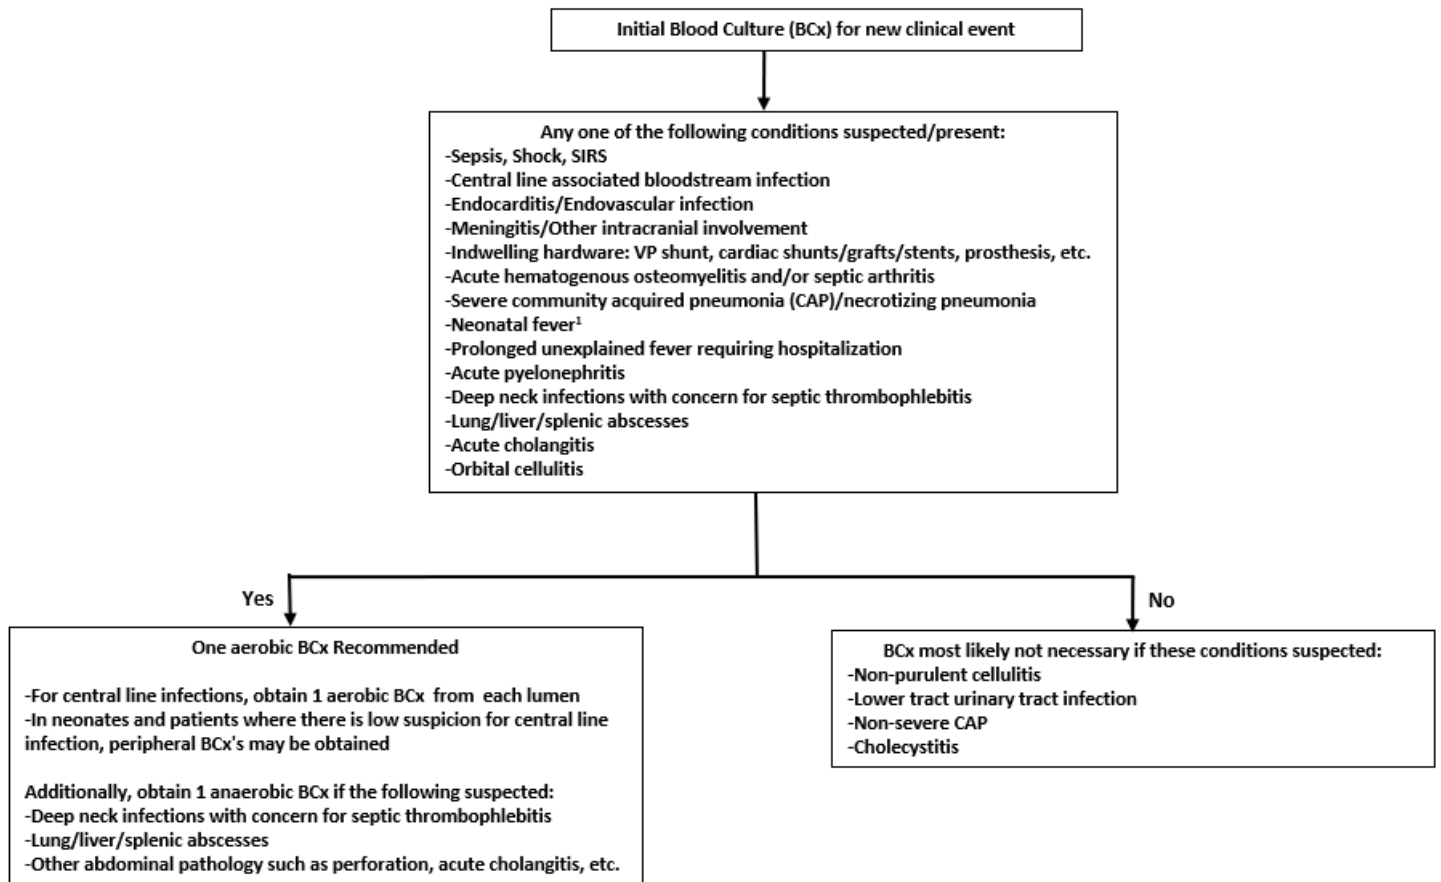 Initial Blood Culture (BCx) for new clinical event
Any one of the following conditions suspected/present:
-Sepsis, Shock, SIRS
-Central line associated bloodstream infection
-Endocarditis/Endovascular infection
-Meningitis/Other intracranial involvement
-Indwelling hardware: VP shunt, cardiac shunts/grafts/stents, prosthesis, etc.
-Acute hematogenous osteomyelitis and/or septic arthritis
-Severe community acquired pneumonia (CAP)/necrotizing pneumonia
-Neonatal fever¹
-Prolonged unexplained fever requiring hospitalization
-Acute pyelonephritis
-Deep neck infections with concern for septic thrombophlebitis
-Lung/liver/splenic abscesses
-Acute cholangitis
-Orbital cellulitis
Yes
No
One aerobic BCx Recommended
-For central line infections, obtain 1 aerobic BCx from each lumen
-In neonates and patients where there is low suspicion for central line
infection, peripheral BCx's may be obtained
Additionally, obtain 1 anaerobic BCx if the following suspected:
-Deep neck infections with concern for septic thrombophlebitis
-Lung/liver/splenic abscesses
-Other abdominal pathology such as perforation, acute cholangitis, etc.
BCx most likely not necessary if these conditions suspected:
-Non-purulent cellulitis
-Lower tract urinary tract infection
-Non-severe CAP
-Cholecystitis